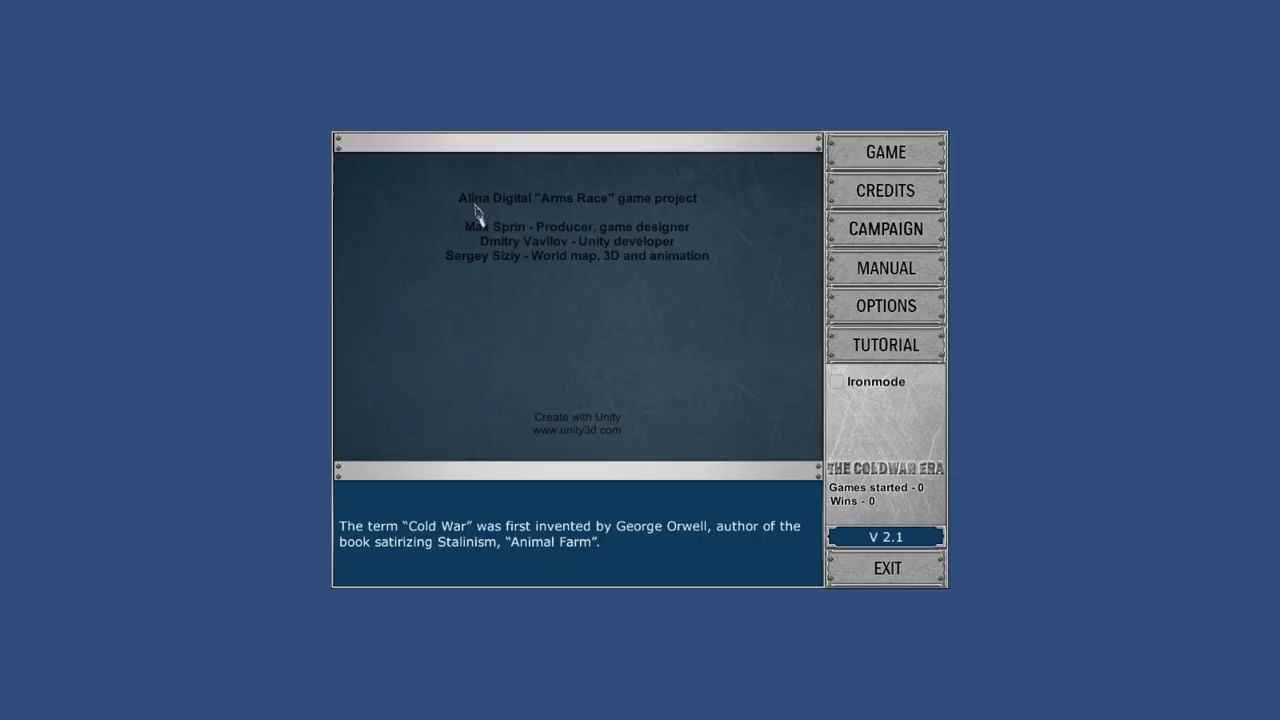 Alina Digital "Arms Race" game project
Max Sprin - Producer, game designer
Dmitry Vavilov - Unity developer
Sergey Siziy - World map, 3D and animation
Create with Unity
www.unity3d.com
The term “Cold War” was first invented by George Orwell, author of the
book satirizing Stalinism, “Animal Farm”.
GAME
CREDITS
CAMPAIGN
MANUAL
OPTIONS
TUTORIAL
Ironmode
THE COLDWAR ERA
Games started - 0
Wins - 0
V 2.1
EXIT